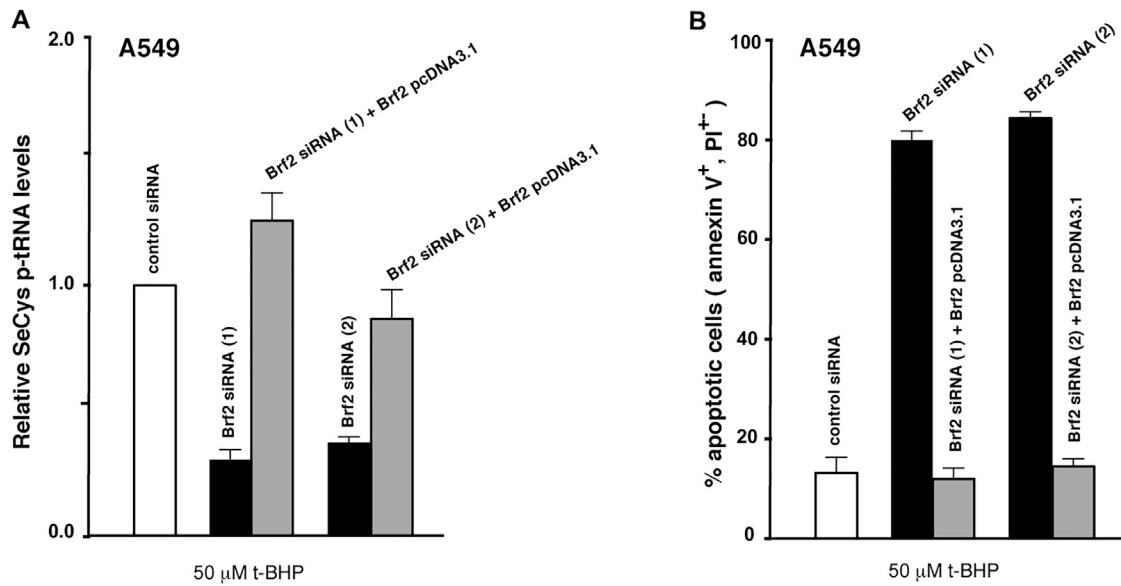 A
A549
2.0
1.0
0.0
Relative SeCys p-tRNA levels
control siRNA
Brf2 siRNA (1)
Brf2 siRNA (1) + Brf2 pcDNA3.1
Brf2 siRNA (2)
Brf2 siRNA (2) + Brf2 pcDNA3.1
50 μM t-BHP
B
A549
100
80
60
40
20
0
% apoptotic cells ( annexin V⁺, PI⁺⁻ )
control siRNA
Brf2 siRNA (1)
Brf2 siRNA (1) + Brf2 pcDNA3.1
Brf2 siRNA (2)
Brf2 siRNA (2) + Brf2 pcDNA3.1
50 μM t-BHP